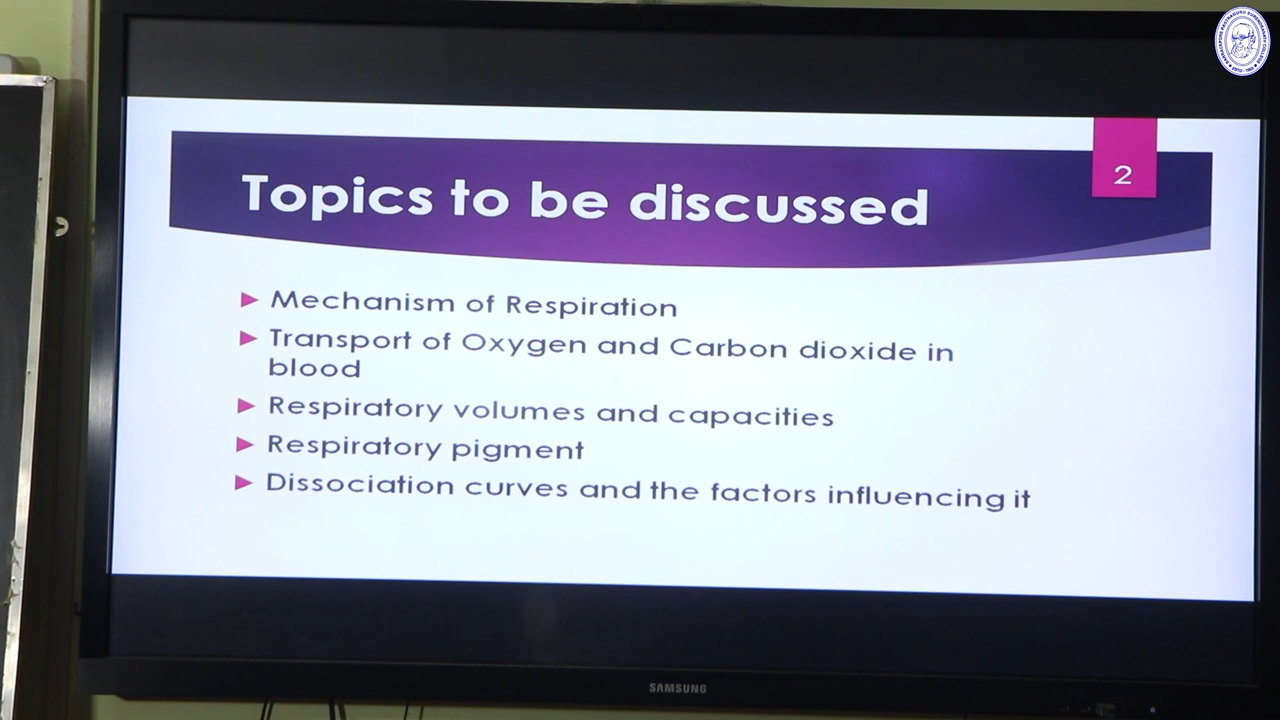 2
Topics to be discussed
Mechanism of Respiration
Transport of Oxygen and Carbon dioxide in
blood
Respiratory volumes and capacities
Respiratory pigment
Dissociation curves and the factors influencing it
SAMSUNG